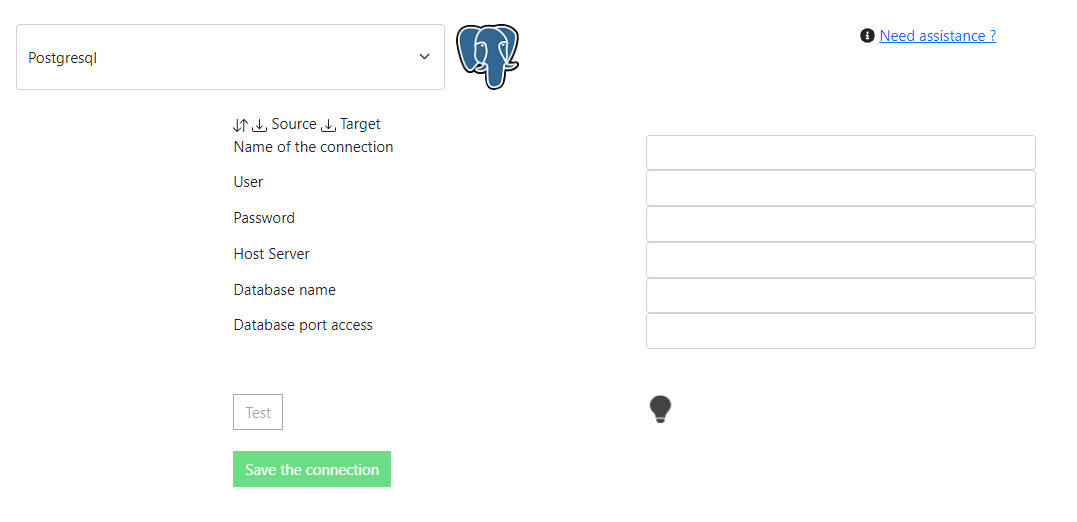 Postgresql
Need assistance ?
Source Target
Name of the connection
User
Password
Host Server
Database name
Database port access
Test
Save the connection